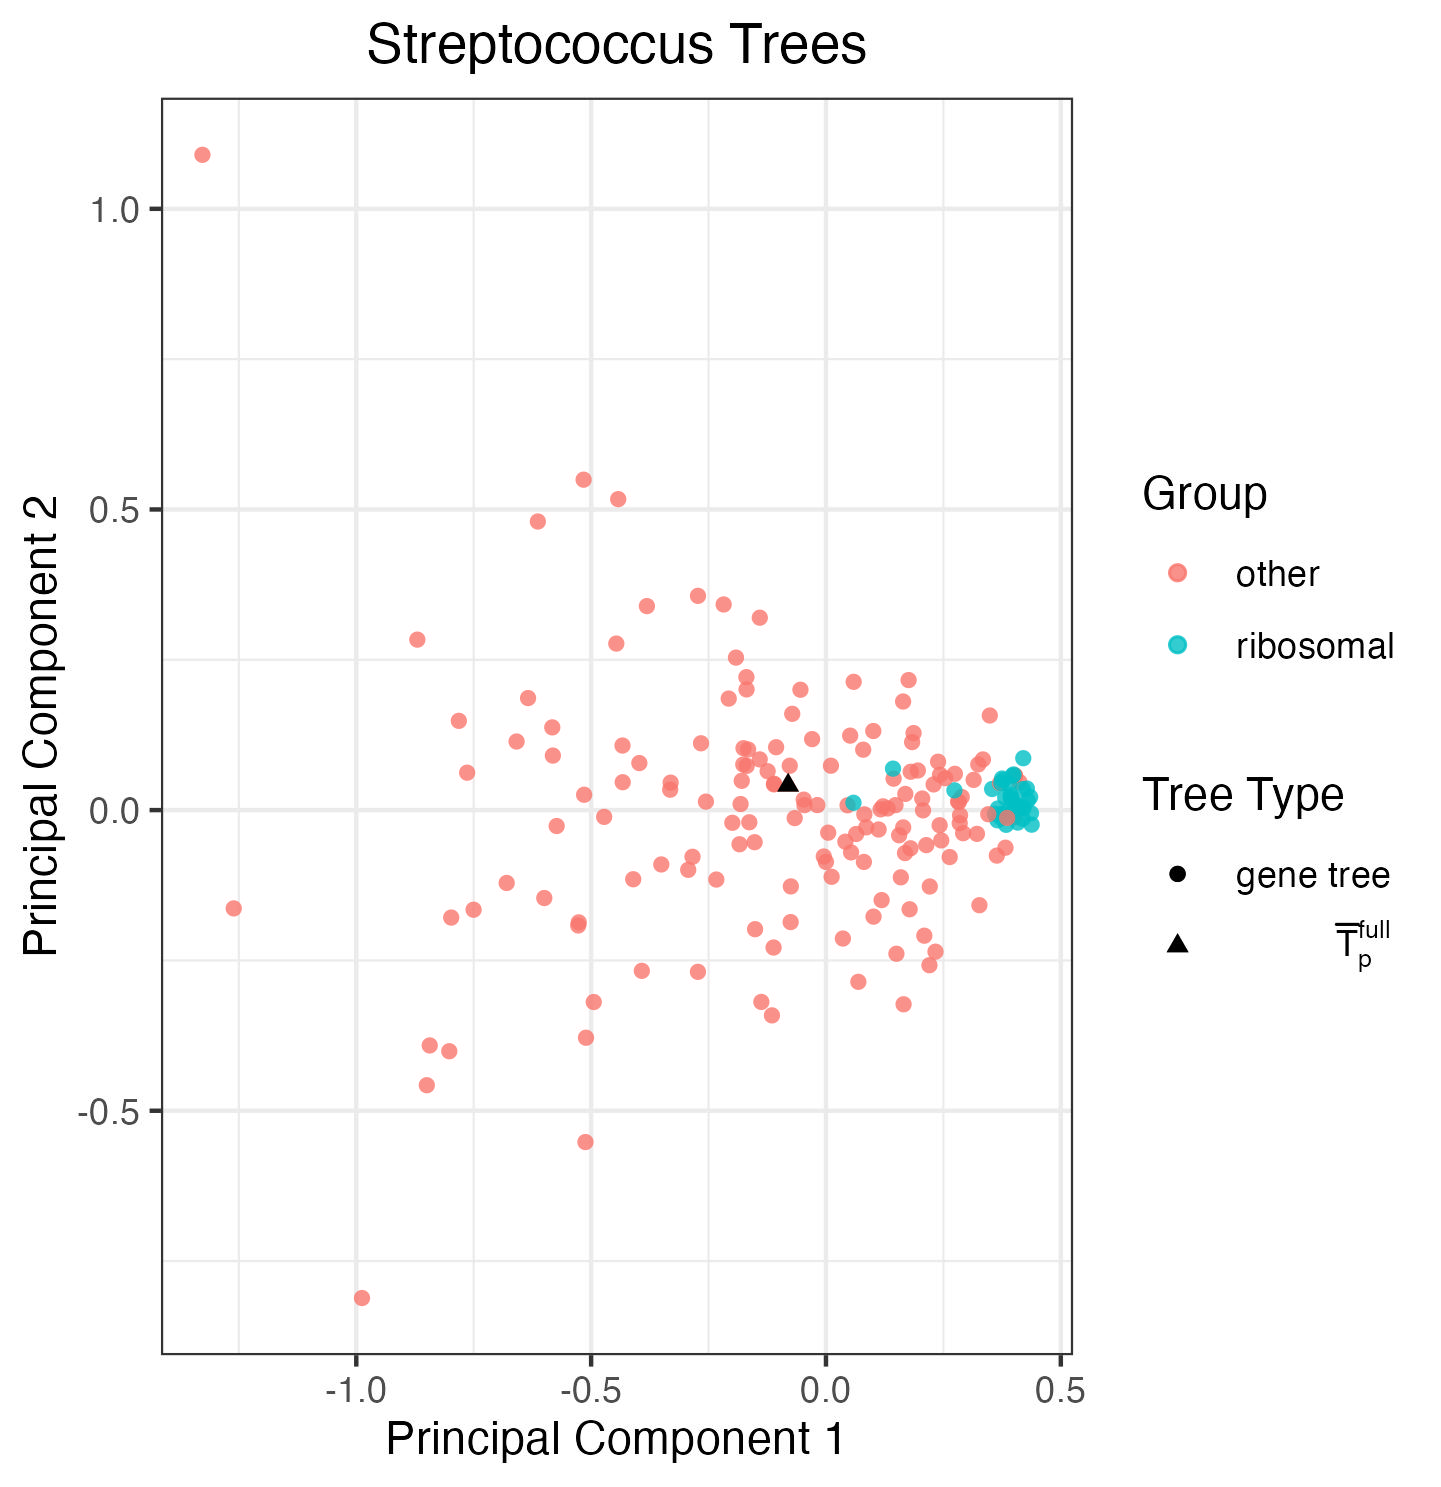 Streptococcus Trees
Principal Component 2
1.0
0.5
0.0
-0.5
-1.0 -0.5 0.0 0.5
Principal Component 1
Group
other
ribosomal
Tree Type
gene tree
T̅ₚ^full